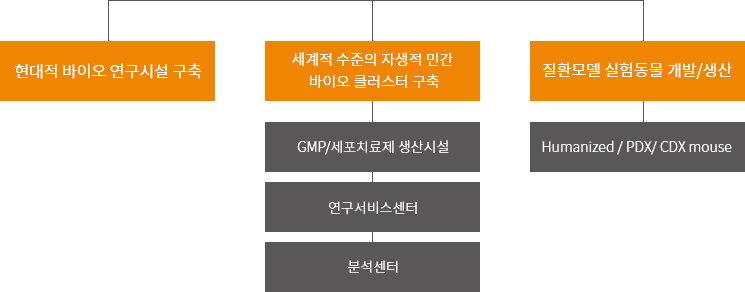 현대적 바이오 연구시설 구축
세계적 수준의 자생적 민간
바이오 클러스터 구축
질환모델 실험동물 개발/생산
GMP/세포치료제 생산시설
Humanized / PDX/ CDX mouse
연구서비스센터
분석센터